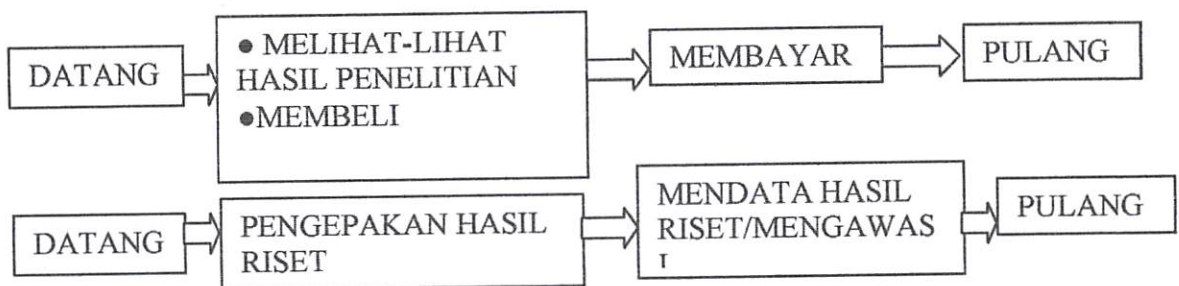 DATANG
● MELIHAT-LIHAT
HASIL PENELITIAN
●MEMBELI
MEMBAYAR
PULANG
DATANG
PENGEPAKAN HASIL
RISET
MENDATA HASIL
RISET/MENGAWAS
I
PULANG